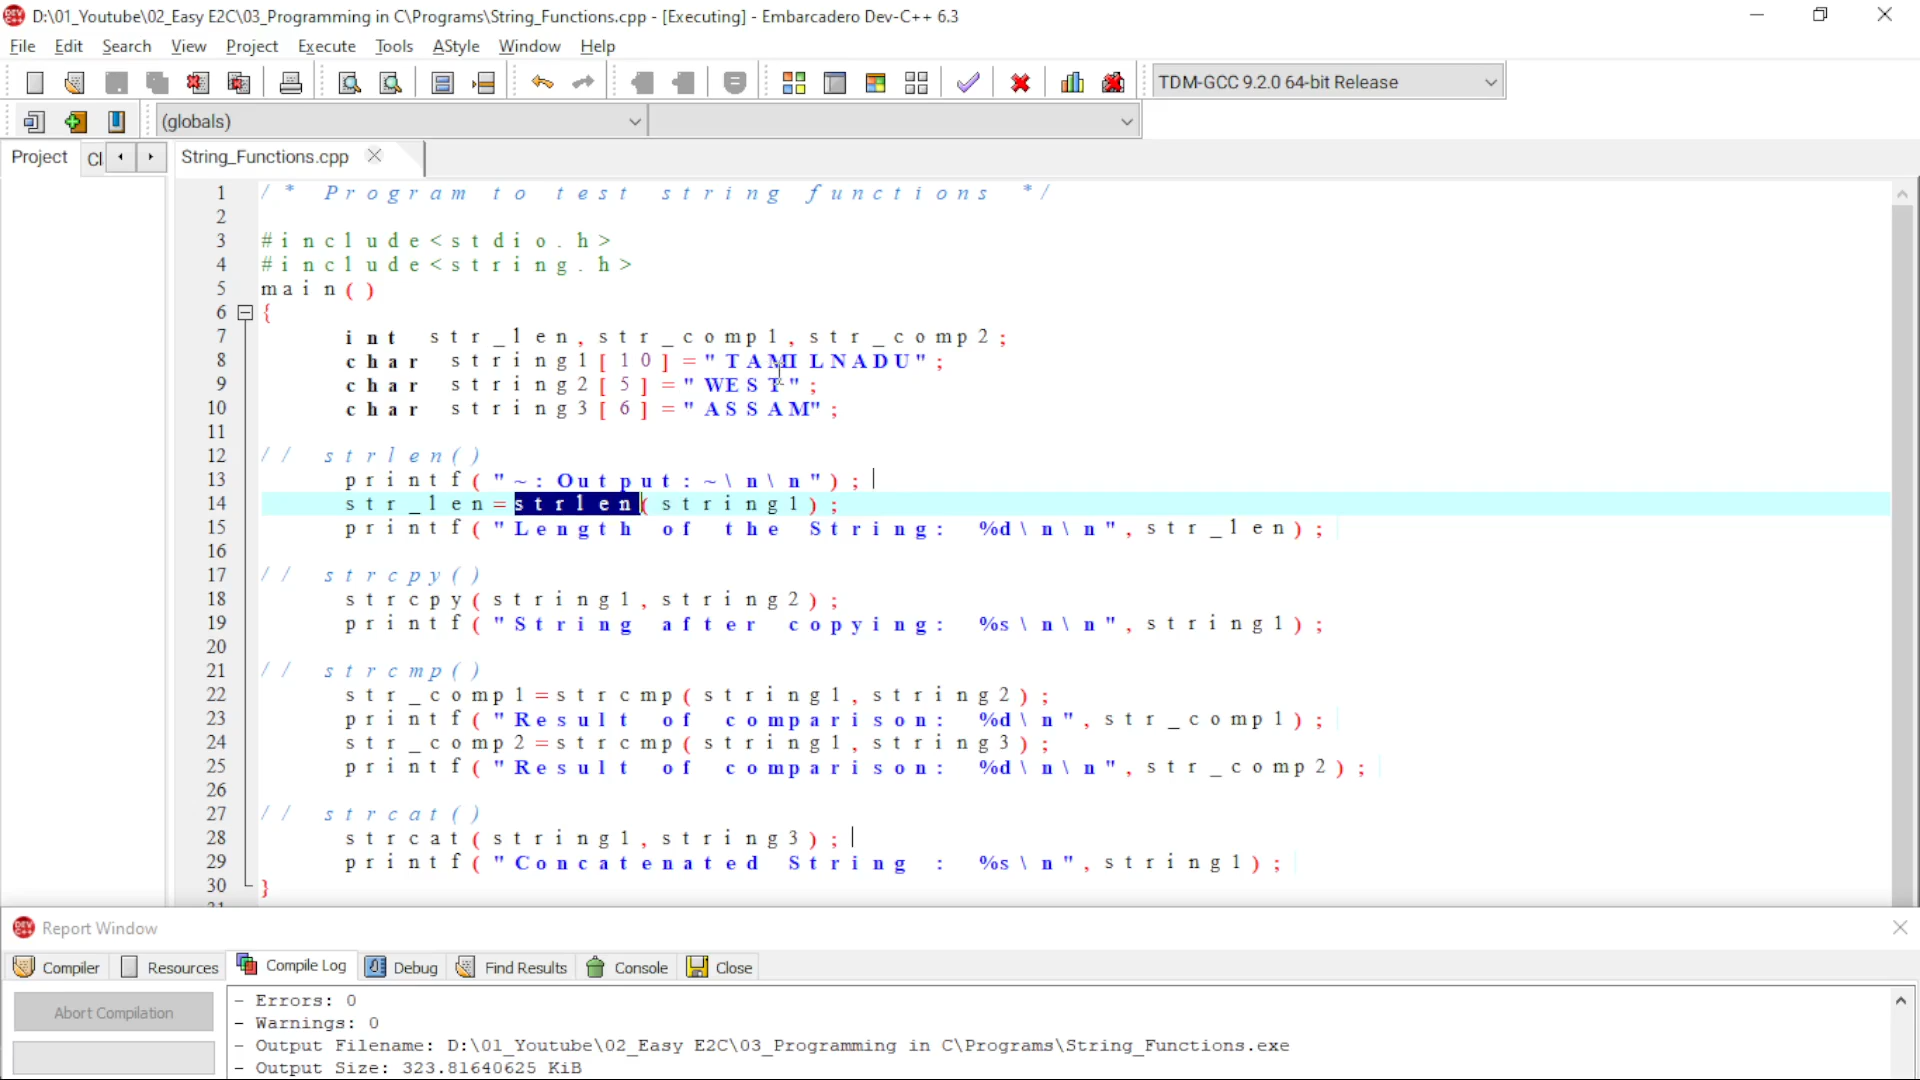 D:\01_Youtube\02_Easy E2C\03_Programming in C\Programs\String_Functions.cpp - [Executing] - Embarcadero Dev-C++ 6.3
File Edit Search View Project Execute Tools AStyle Window Help
TDM-GCC 9.2.0 64-bit Release
(globals)
Project Cl String_Functions.cpp
1 /* Program to test string functions */
2
3 #include<stdio.h>
4 #include<string.h>
5 main()
6 {
7 int str_len,str_comp1,str_comp2;
8 char string1[10]="TAMILNADU";
9 char string2[5]="WEST";
10 char string3[6]="ASSAM";
11
12 // strlen()
13 printf("~:Output:~\n\n");
14 str_len=strlen(string1);
15 printf("Length of the String: %d\n\n",str_len);
16
17 // strcpy()
18 strcpy(string1,string2);
19 printf("String after copying: %s\n\n",string1);
20
21 // strcmp()
22 str_comp1=strcmp(string1,string2);
23 printf("Result of comparison: %d\n",str_comp1);
24 str_comp2=strcmp(string1,string3);
25 printf("Result of comparison: %d\n\n",str_comp2);
26
27 // strcat()
28 strcat(string1,string3);
29 printf("Concatenated String : %s\n",string1);
30 }
Report Window
Compiler Resources Compile Log Debug Find Results Console Close
Abort Compilation
- Errors: 0
- Warnings: 0
- Output Filename: D:\01_Youtube\02_Easy E2C\03_Programming in C\Programs\String_Functions.exe
- Output Size: 323.81640625 KiB